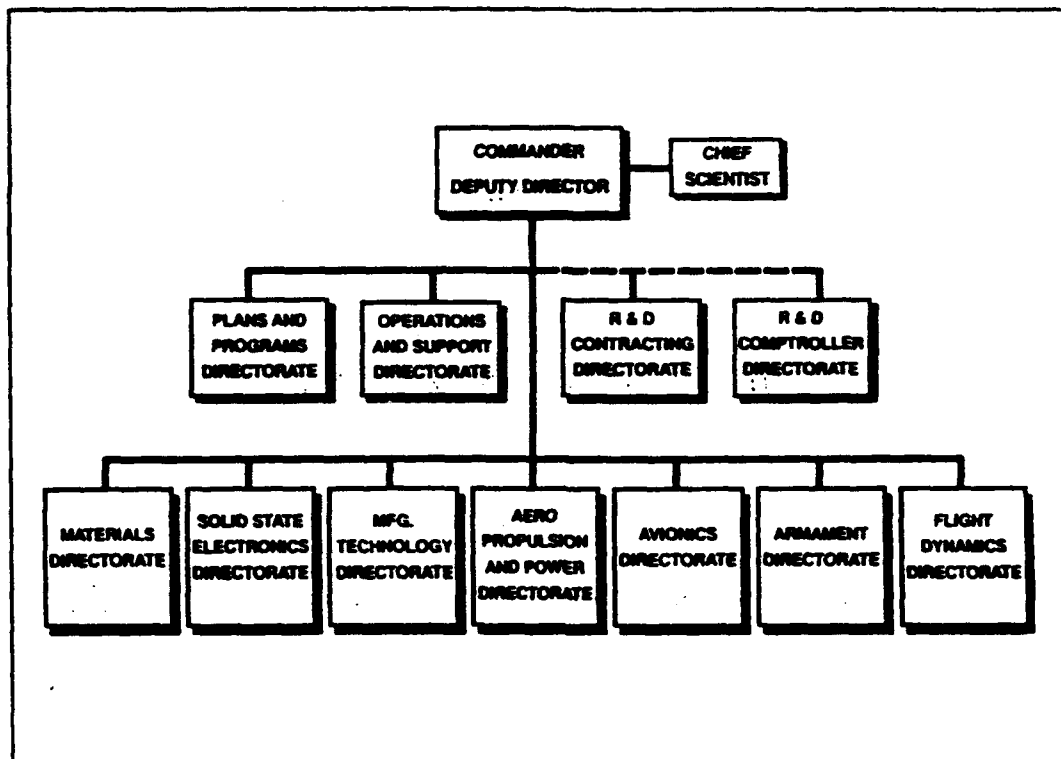 COMMANDER
DEPUTY DIRECTOR
CHIEF
SCIENTIST
PLANS AND
PROGRAMS
DIRECTORATE
OPERATIONS
AND SUPPORT
DIRECTORATE
R & D
CONTRACTING
DIRECTORATE
R & D
COMPTROLLER
DIRECTORATE
MATERIALS
DIRECTORATE
SOLID STATE
ELECTRONICS
DIRECTORATE
MFG.
TECHNOLOGY
DIRECTORATE
AERO
PROPULSION
AND POWER
DIRECTORATE
AVIONICS
DIRECTORATE
ARMAMENT
DIRECTORATE
FLIGHT
DYNAMICS
DIRECTORATE